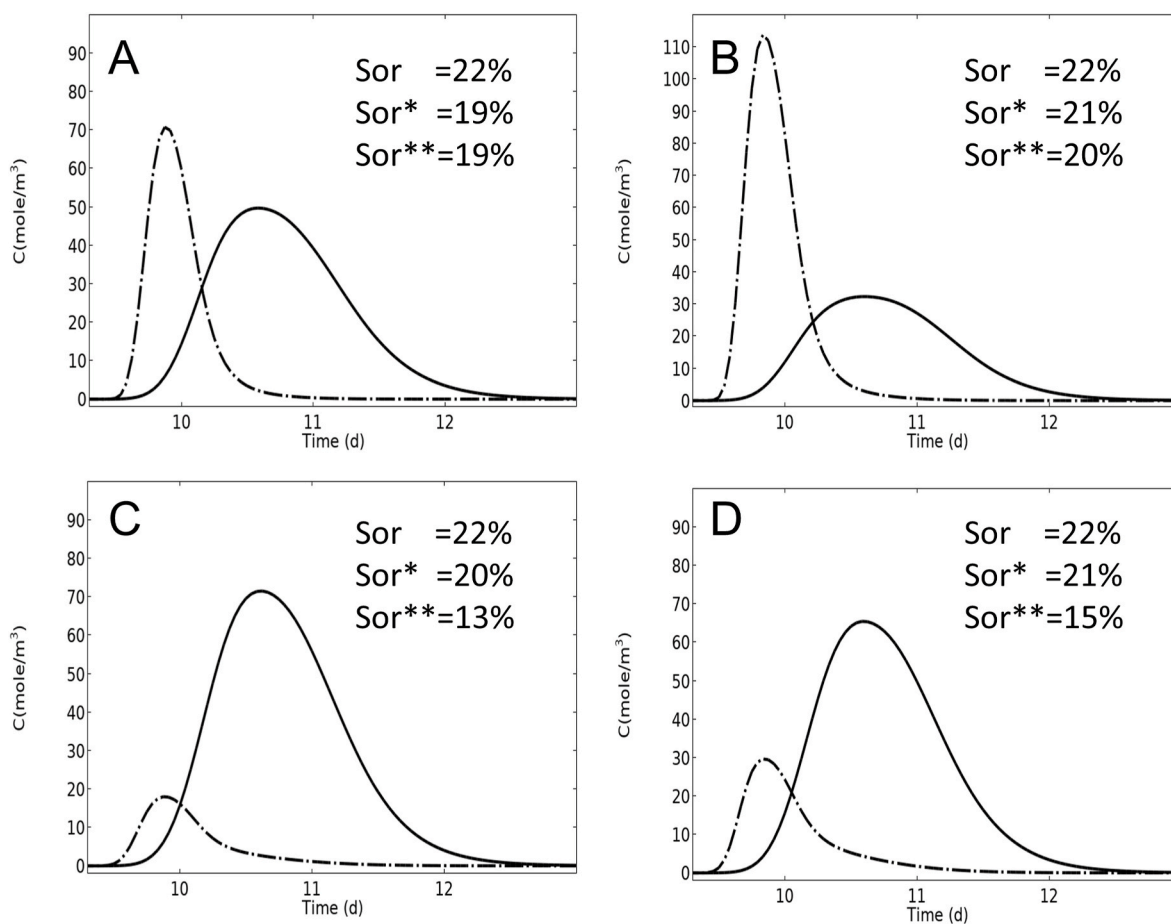 A
Sor =22%
Sor* =19%
Sor**=19%
90
80
70
60
50
40
30
20
10
0
C(mole/m³)
10 11 12
Time (d)
B
Sor =22%
Sor* =21%
Sor**=20%
110
100
90
80
70
60
50
40
30
20
10
0
C(mole/m³)
10 11 12
Time (d)
C
Sor =22%
Sor* =20%
Sor**=13%
90
80
70
60
50
40
30
20
10
0
C(mole/m³)
10 11 12
Time (d)
D
Sor =22%
Sor* =21%
Sor**=15%
90
80
70
60
50
40
30
20
10
0
C(mole/m³)
10 11 12
Time (d)